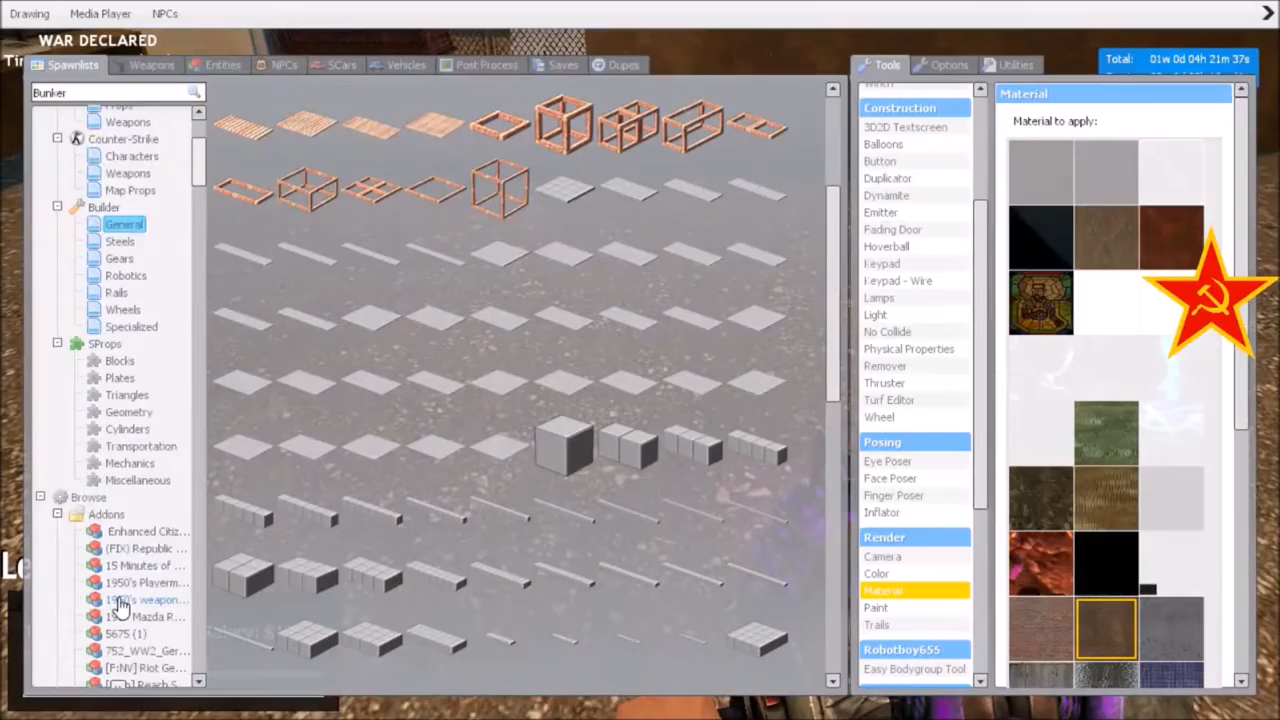 Drawing Media Player NPCs
WAR DECLARED
Total: 01w 0d 04h 21m 37s
Spawnlists Weapons Entities NPCs SCars Vehicles Post Process Saves Dupes
Tools Options Utilities
Bunker
Props
Weapons
Counter-Strike
Characters
Weapons
Map Props
Builder
General
Steels
Gears
Robotics
Rails
Wheels
Specialized
SProps
Blocks
Plates
Triangles
Geometry
Cylinders
Transportation
Mechanics
Miscellaneous
Browse
Addons
Enhanced Citiz...
(FIX) Republic ...
15 Minutes of ...
1950's Playerm...
weapon...
Mazda R...
5675 (1)
752_WW2_Ger...
[F:NV] Riot Ge...
Reach S...
Winch
Construction
3D2D Textscreen
Balloons
Button
Duplicator
Dynamite
Emitter
Fading Door
Hoverball
Keypad
Keypad - Wire
Lamps
Light
No Collide
Physical Properties
Remover
Thruster
Turf Editor
Wheel
Posing
Eye Poser
Face Poser
Finger Poser
Inflator
Render
Camera
Color
Material
Paint
Trails
Robotboy655
Easy Bodygroup Tool
Material
Material to apply: